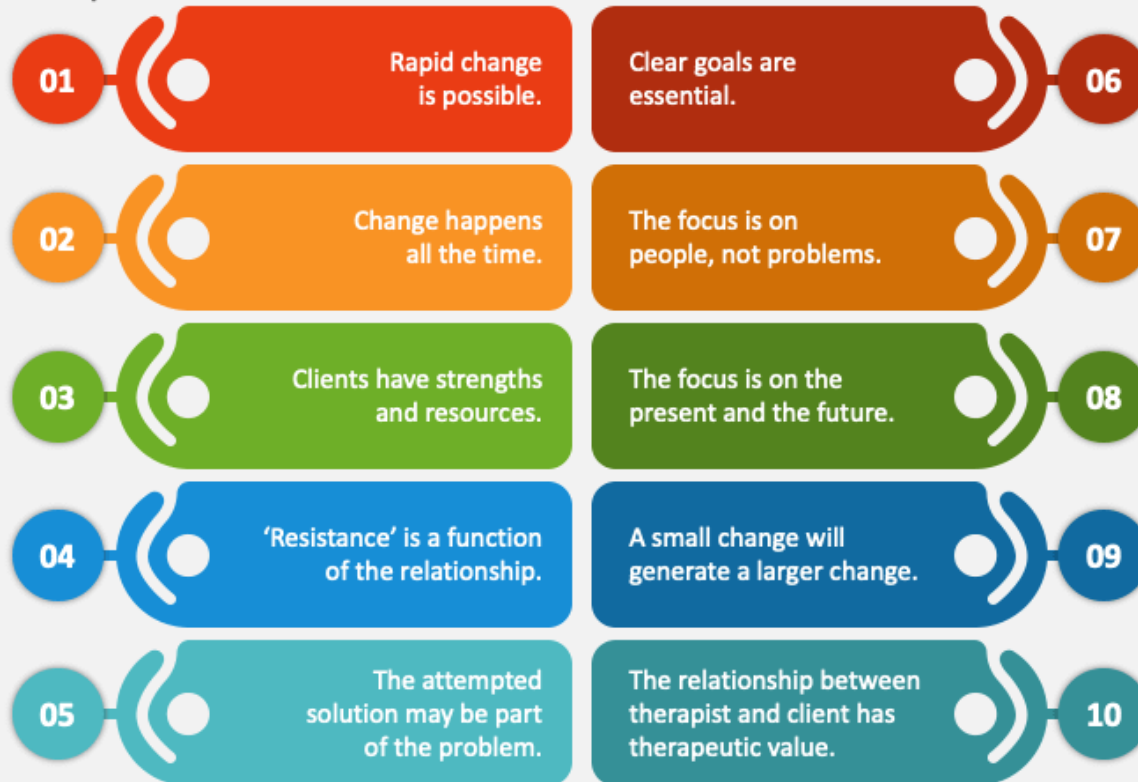 01
Rapid change
is possible.
02
Change happens
all the time.
03
Clients have strengths
and resources.
04
‘Resistance’ is a function
of the relationship.
05
The attempted
solution may be part
of the problem.
Clear goals are
essential.
06
The focus is on
people, not problems.
07
The focus is on the
present and the future.
08
A small change will
generate a larger change.
09
The relationship between
therapist and client has
therapeutic value.
10